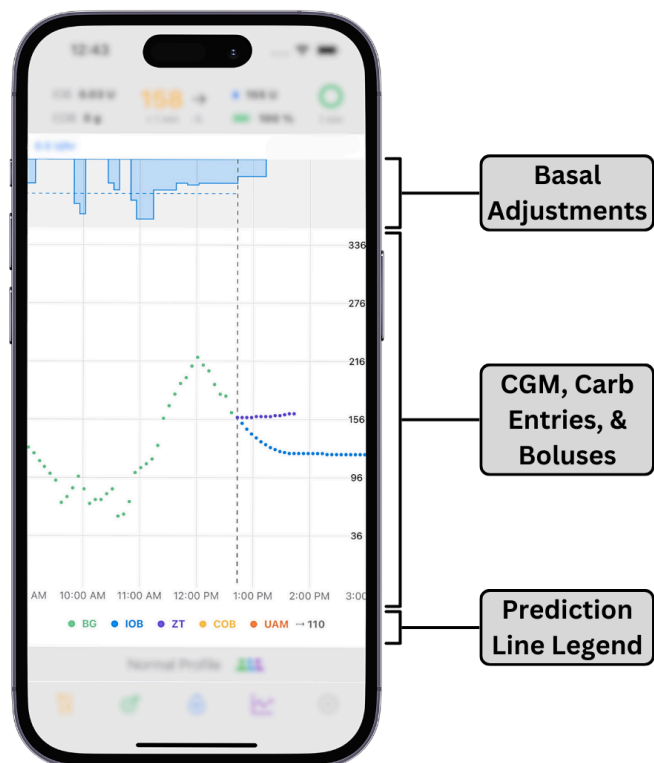 12:43
158
Basal
Adjustments
336
276
216
CGM, Carb
Entries, &
Boluses
156
96
36
AM 10:00 AM 11:00 AM 12:00 PM 1:00 PM 2:00 PM 3:00
BG IOB ZT COB UAM → 110
Prediction
Line Legend
Normal Profile